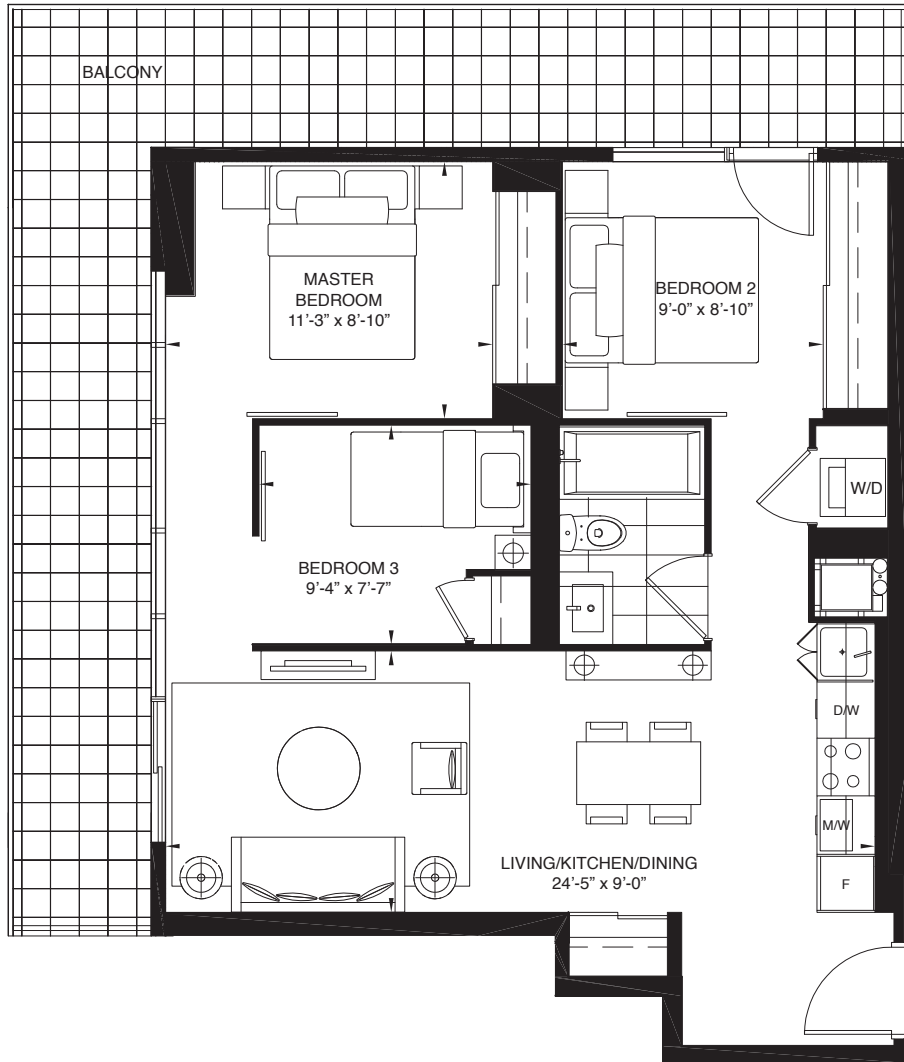 BALCONY
MASTER
BEDROOM
11’-3” x 8’-10”
BEDROOM 2
9’-0” x 8’-10”
W/D
BEDROOM 3
9’-4” x 7’-7”
D/W
M/W
LIVING/KITCHEN/DINING
24’-5” x 9’-0”
F